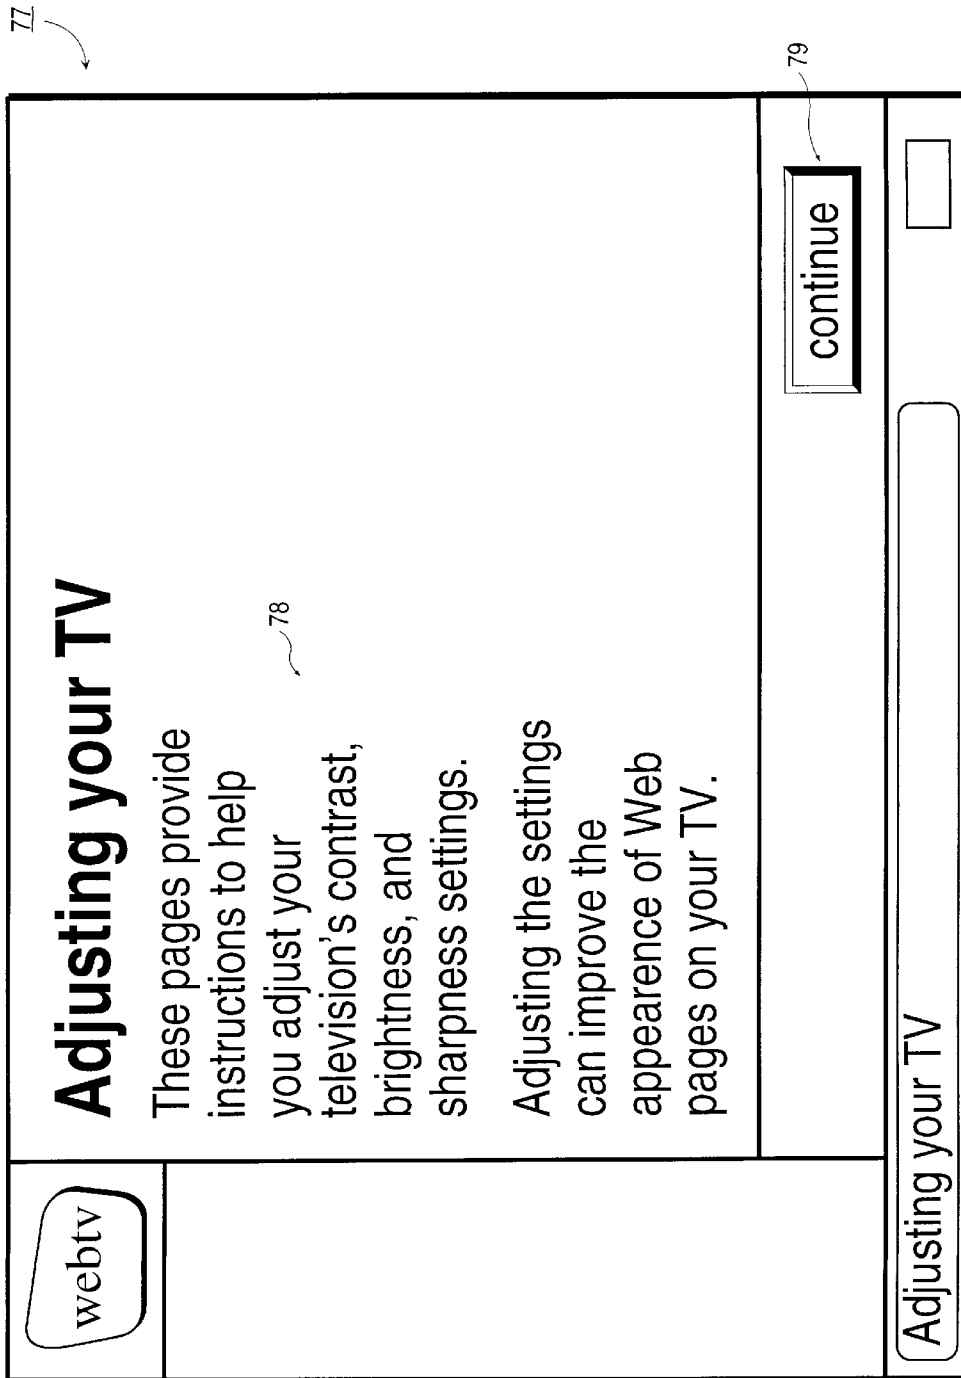 77
webtv
Adjusting your TV
These pages provide
instructions to help
you adjust your
television's contrast,
brightness, and
sharpness settings.
78
Adjusting the settings
can improve the
appearence of Web
pages on your TV.
continue
79
Adjusting your TV